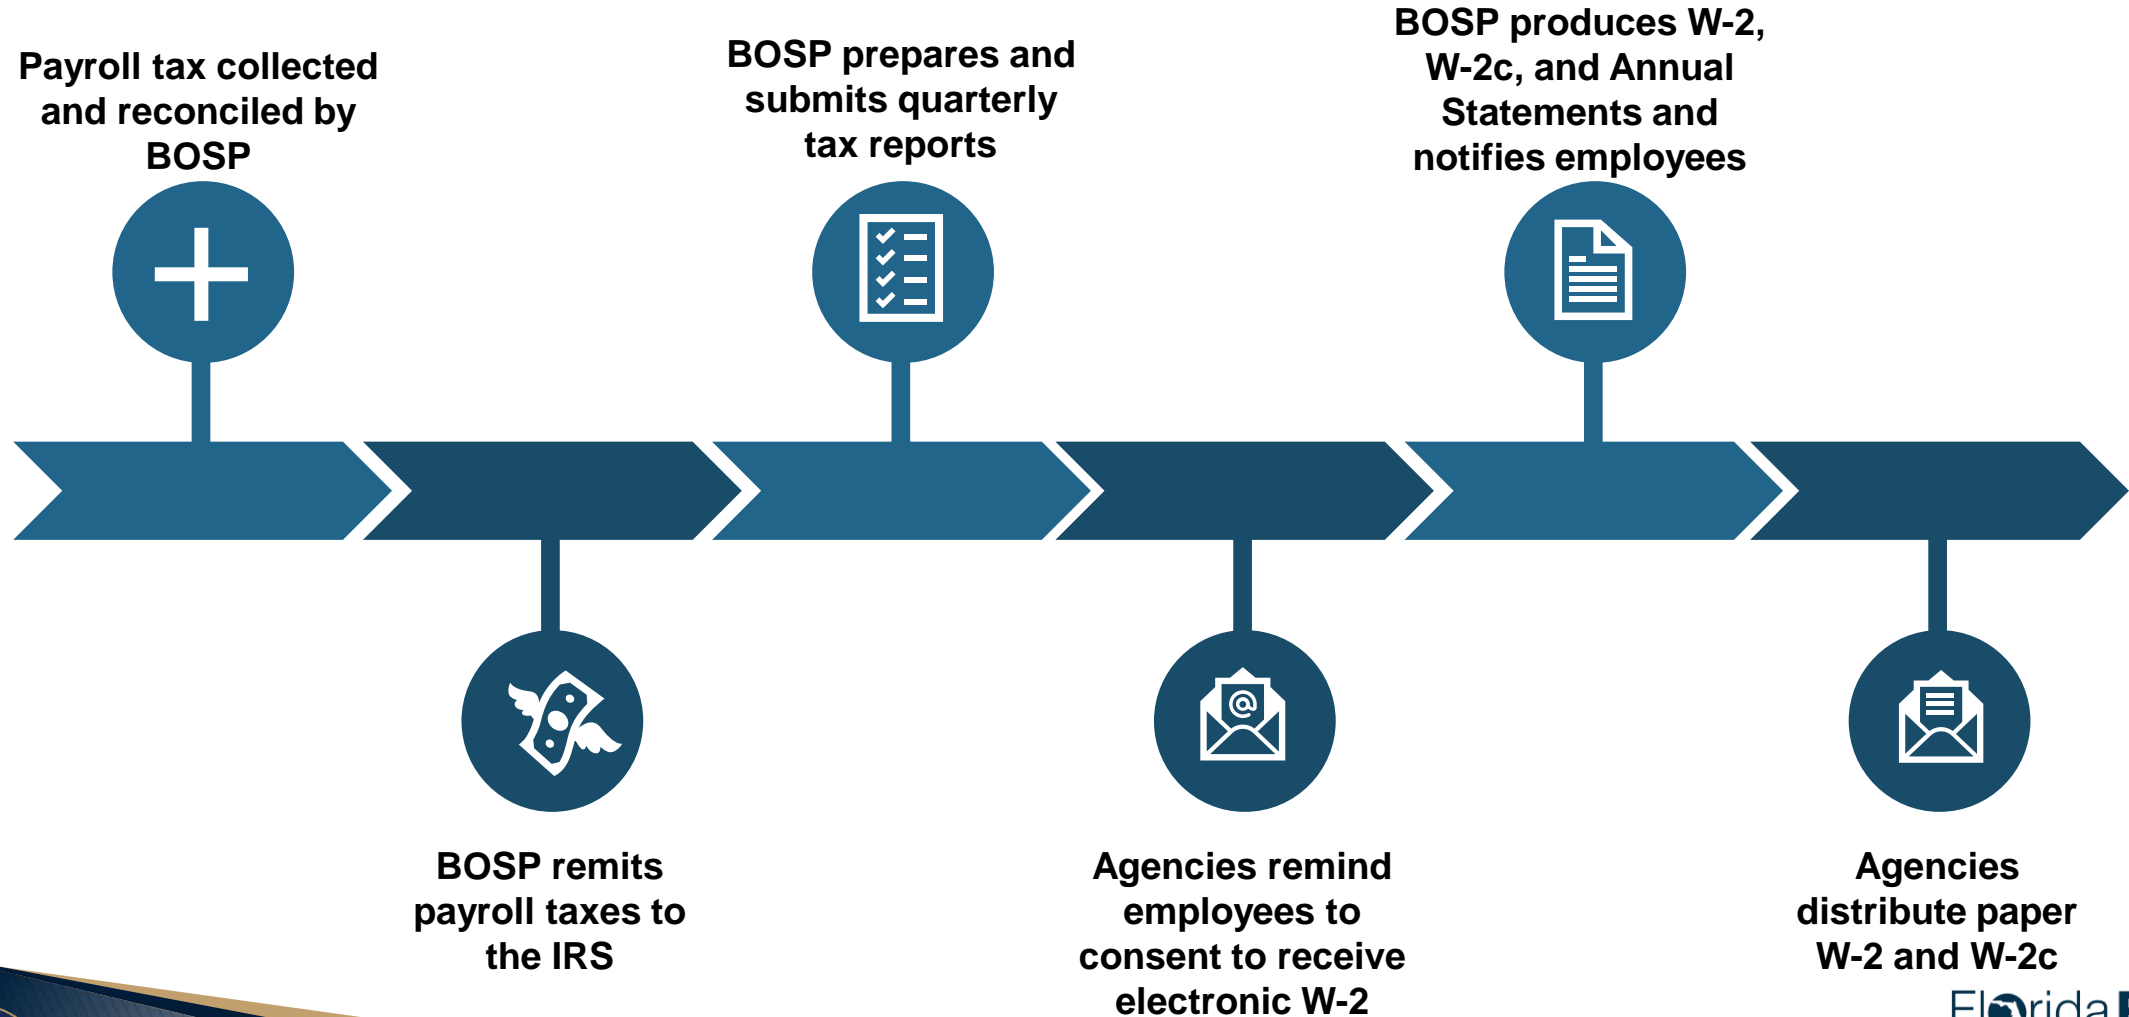 Payroll tax collected
and reconciled by
BOSP
BOSP remits
payroll taxes to
the IRS
BOSP prepares and
submits quarterly
tax reports
Agencies remind
employees to
consent to receive
electronic W-2
BOSP produces W-2,
W-2c, and Annual
Statements and
notifies employees
Agencies
distribute paper
W-2 and W-2c
Florida